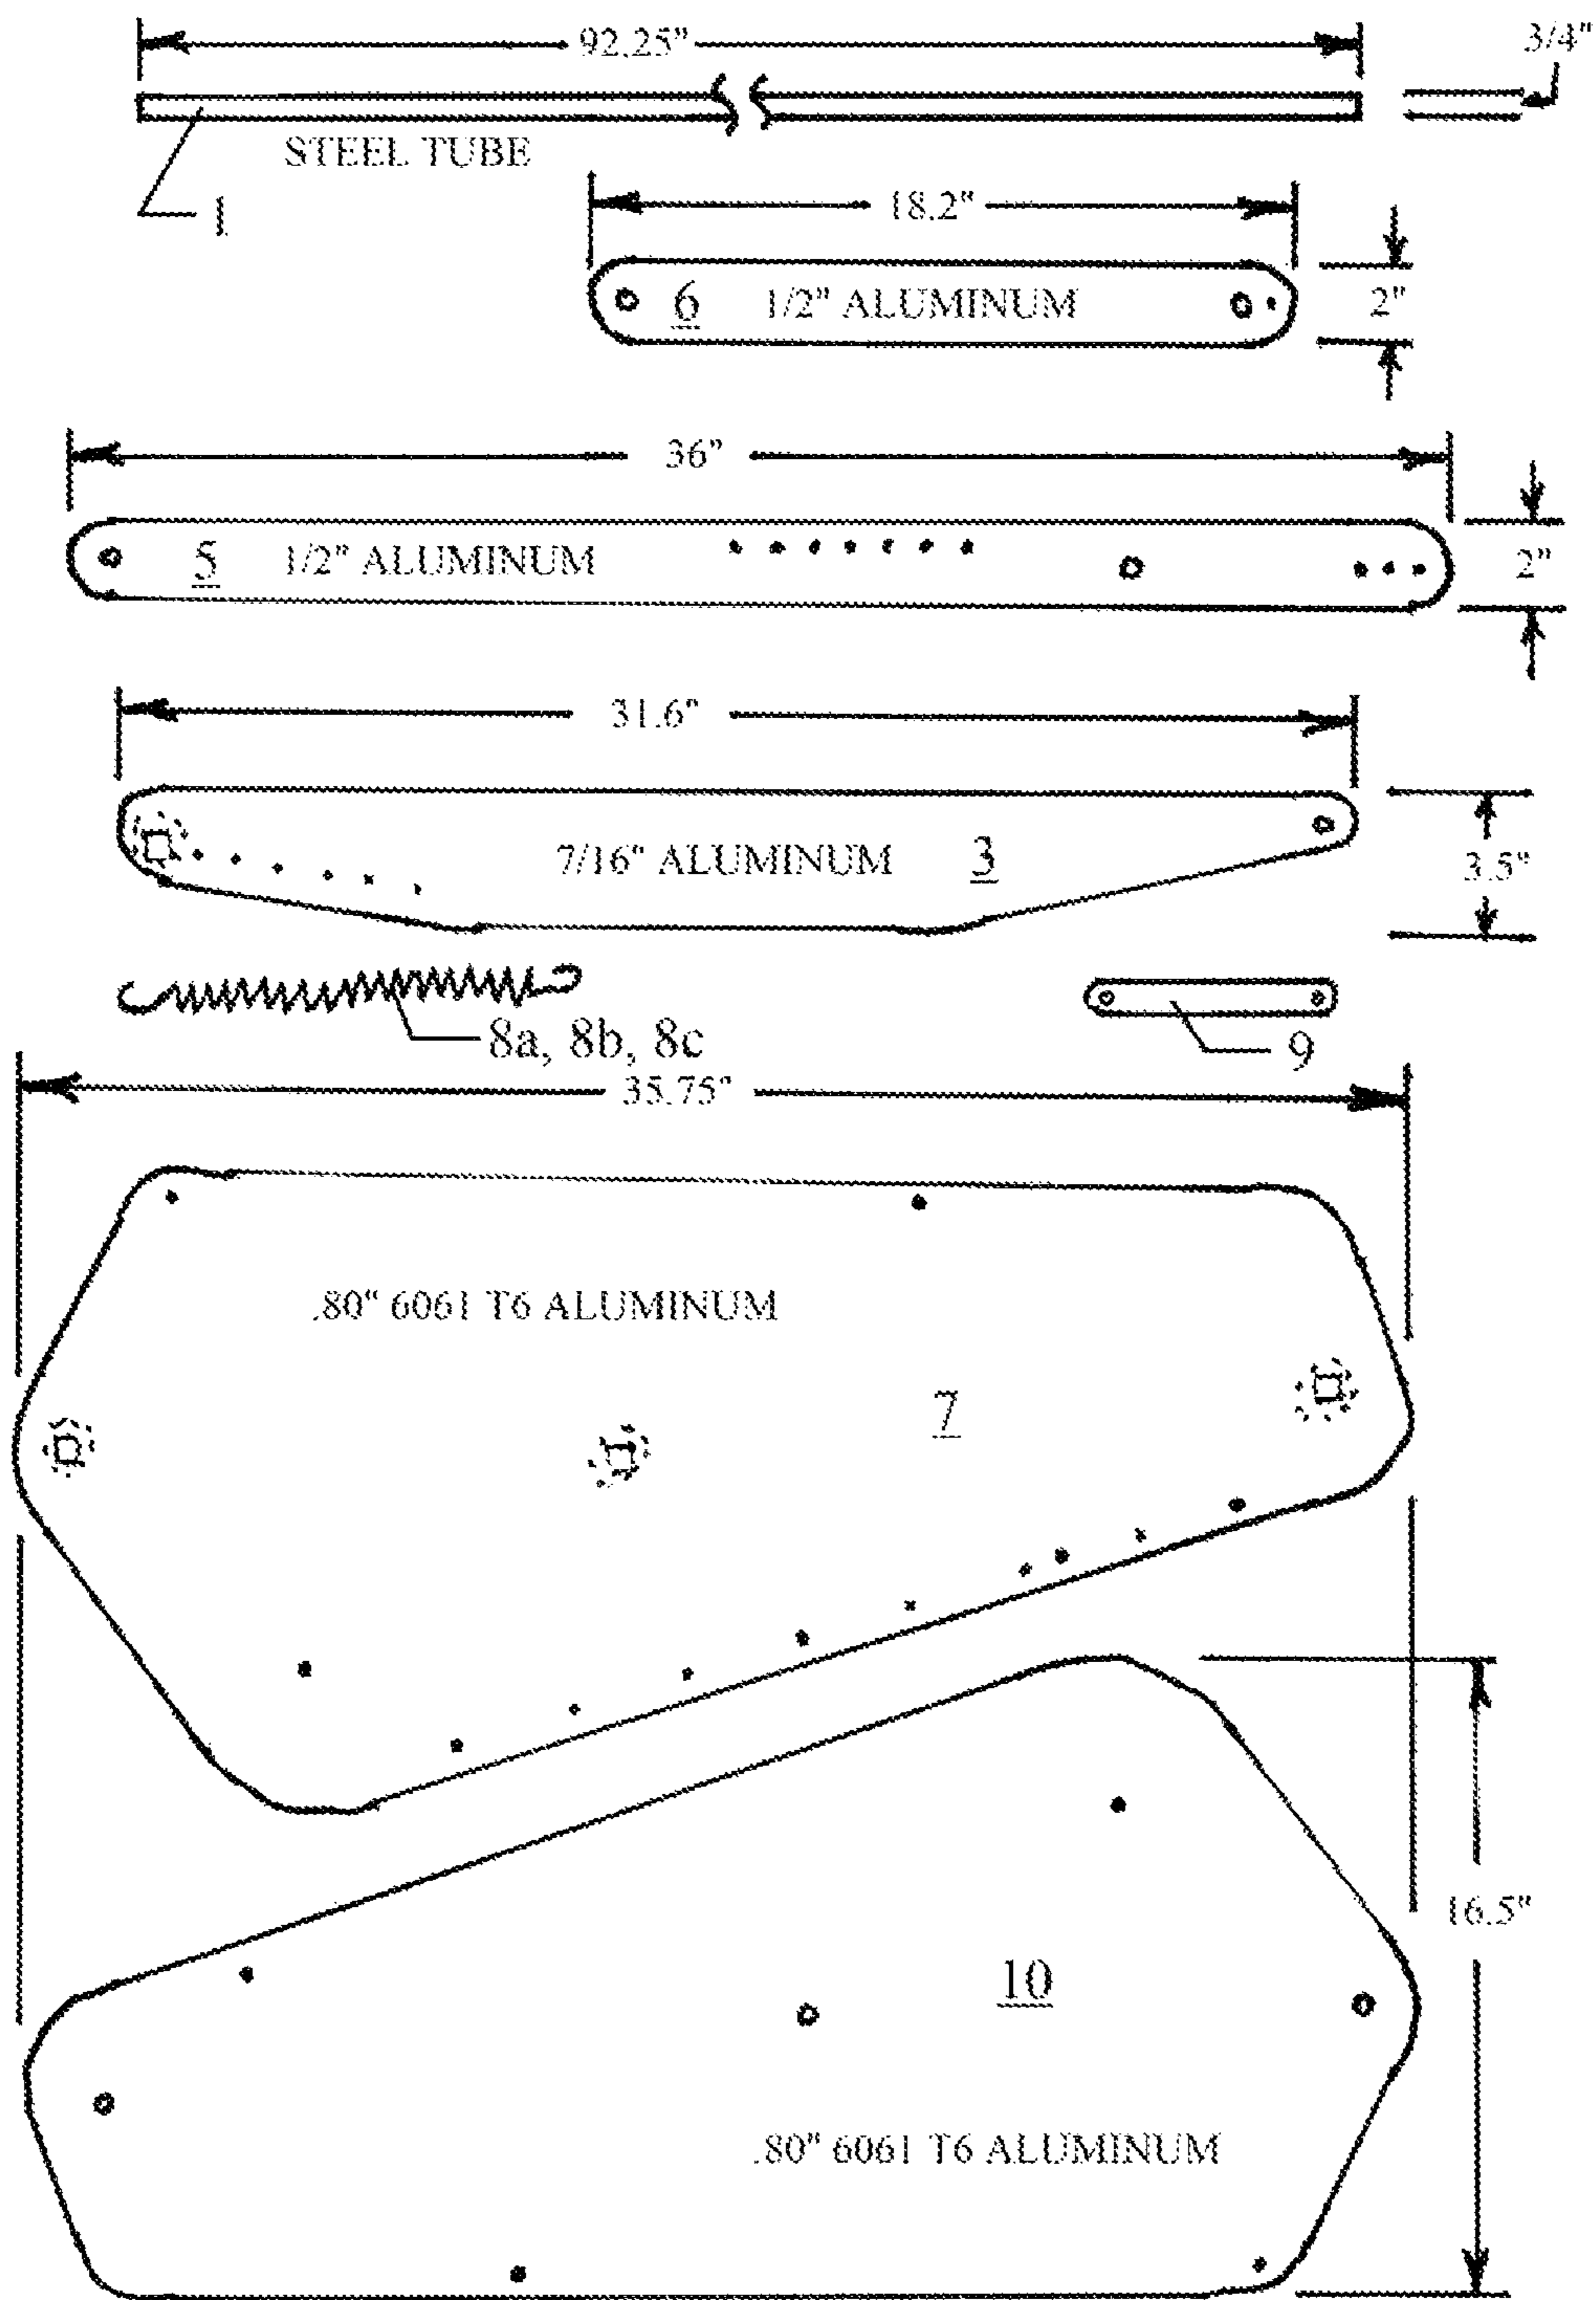 92.25"
3/4"
STEEL TUBE
1
18.2"
6 1/2" ALUMINUM
2"
36"
5 1/2" ALUMINUM
2"
31.6"
7/16" ALUMINUM 3
3.5"
8a, 8b, 8c
9
35.75"
.80" 6061 T6 ALUMINUM
7
16.5"
10
.80" 6061 T6 ALUMINUM